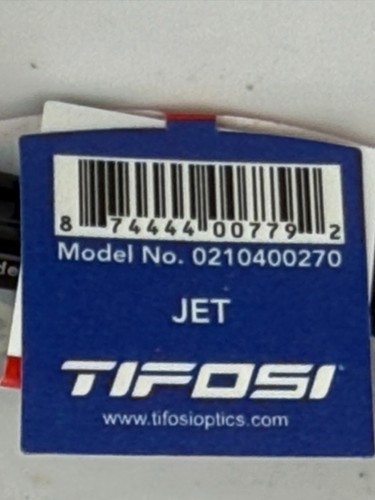 8 74444 00779 2
Model No. 0210400270
JET
TIFOSI
www.tifosioptics.com